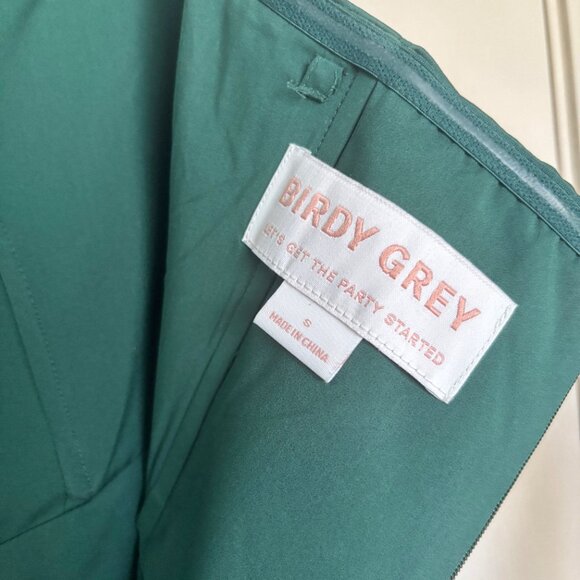 BIRDY GREY
LET'S GET THE PARTY STARTED
S
MADE IN CHINA